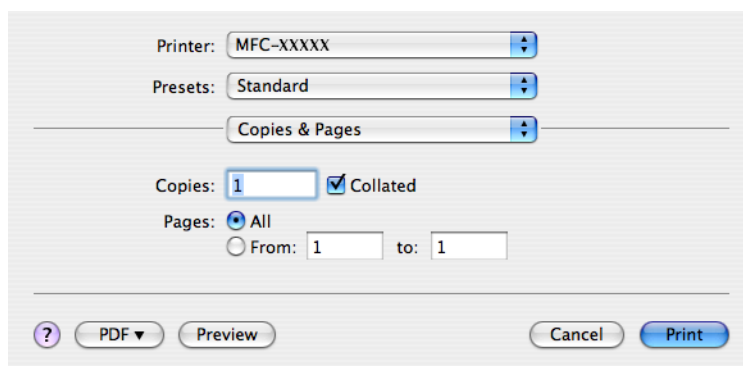 Printer: MFC-XXXXX
Presets: Standard
Copies & Pages
Copies: 1 Collated
Pages: All
From: 1 to: 1
? PDF▼ Preview Cancel Print